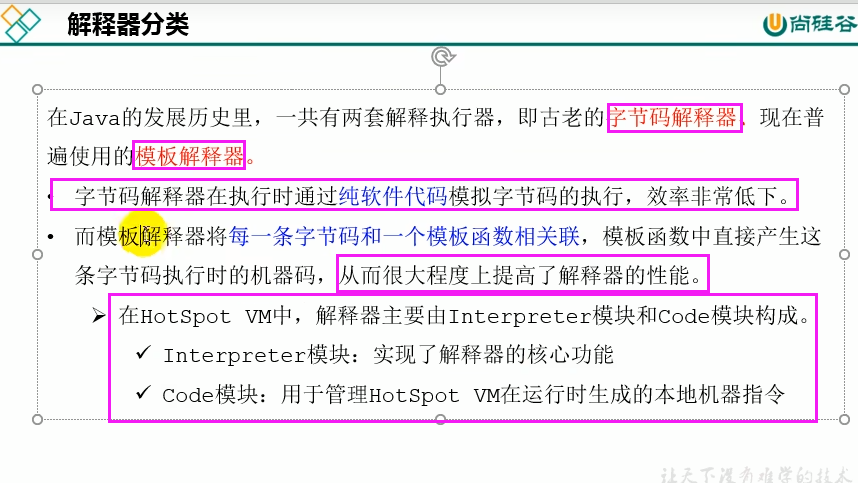 解释器分类
尚硅谷
在Java的发展历史里，一共有两套解释执行器，即古老的字节码解释器、现在普
遍使用的模板解释器。
• 字节码解释器在执行时通过纯软件代码模拟字节码的执行，效率非常低下。
• 而模板解释器将每一条字节码和一个模板函数相关联，模板函数中直接产生这
条字节码执行时的机器码，从而很大程度上提高了解释器的性能。
➢ 在HotSpot VM中，解释器主要由Interpreter模块和Code模块构成。
✓ Interpreter模块：实现了解释器的核心功能
✓ Code模块：用于管理HotSpot VM在运行时生成的本地机器指令
让天下没有难学的技术